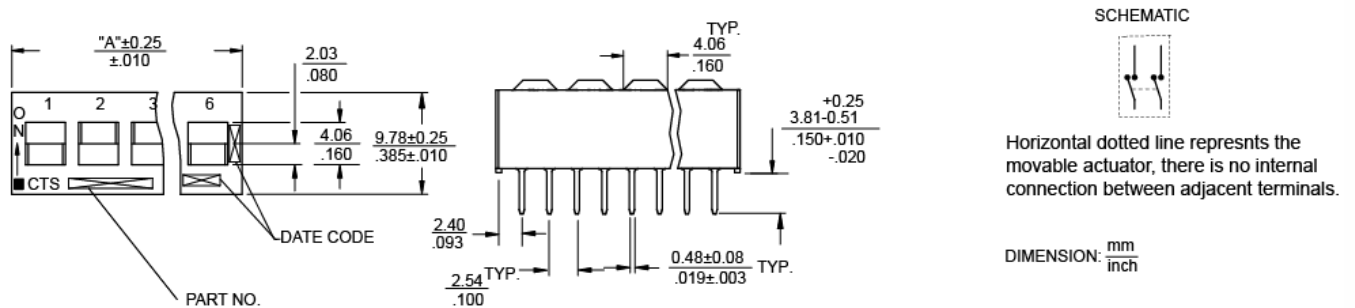 "A"±0.25
±.010
2.03
.080
1 2 3 6
O
N
4.06
.160
9.78±0.25
.385±.010
CTS
DATE CODE
PART NO.
TYP.
4.06
.160
+0.25
3.81-0.51
.150+.010
-.020
2.40
.093
2.54
.100
TYP.
0.48±0.08
.019±.003
TYP.
SCHEMATIC
Horizontal dotted line represnts the
movable actuator, there is no internal
connection between adjacent terminals.
DIMENSION: mm
inch